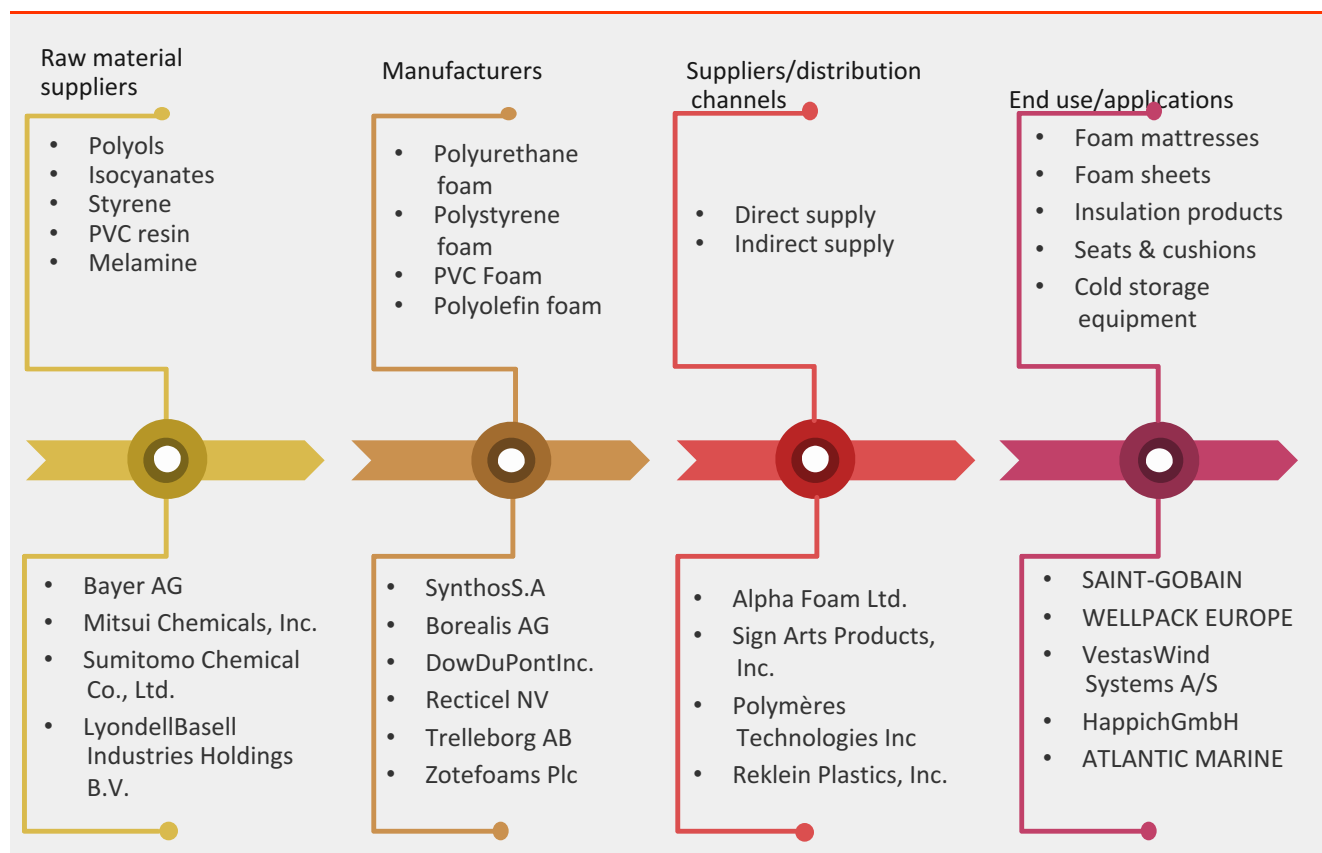 Raw material
suppliers
• Polyols
• Isocyanates
• Styrene
• PVC resin
• Melamine
Manufacturers
• Polyurethane
foam
• Polystyrene
foam
• PVC Foam
• Polyolefin foam
Suppliers/distribution
channels
• Direct supply
• Indirect supply
End use/applications
• Foam mattresses
• Foam sheets
• Insulation products
• Seats & cushions
• Cold storage
equipment
• Bayer AG
• Mitsui Chemicals, Inc.
• Sumitomo Chemical
Co., Ltd.
• LyondellBasell
Industries Holdings
B.V.
• SynthosS.A
• Borealis AG
• DowDuPontInc.
• Recticel NV
• Trelleborg AB
• Zotefoams Plc
• Alpha Foam Ltd.
• Sign Arts Products,
Inc.
• Polymères
Technologies Inc
• Reklein Plastics, Inc.
• SAINT-GOBAIN
• WELLPACK EUROPE
• VestasWind
Systems A/S
• HappichGmbH
• ATLANTIC MARINE